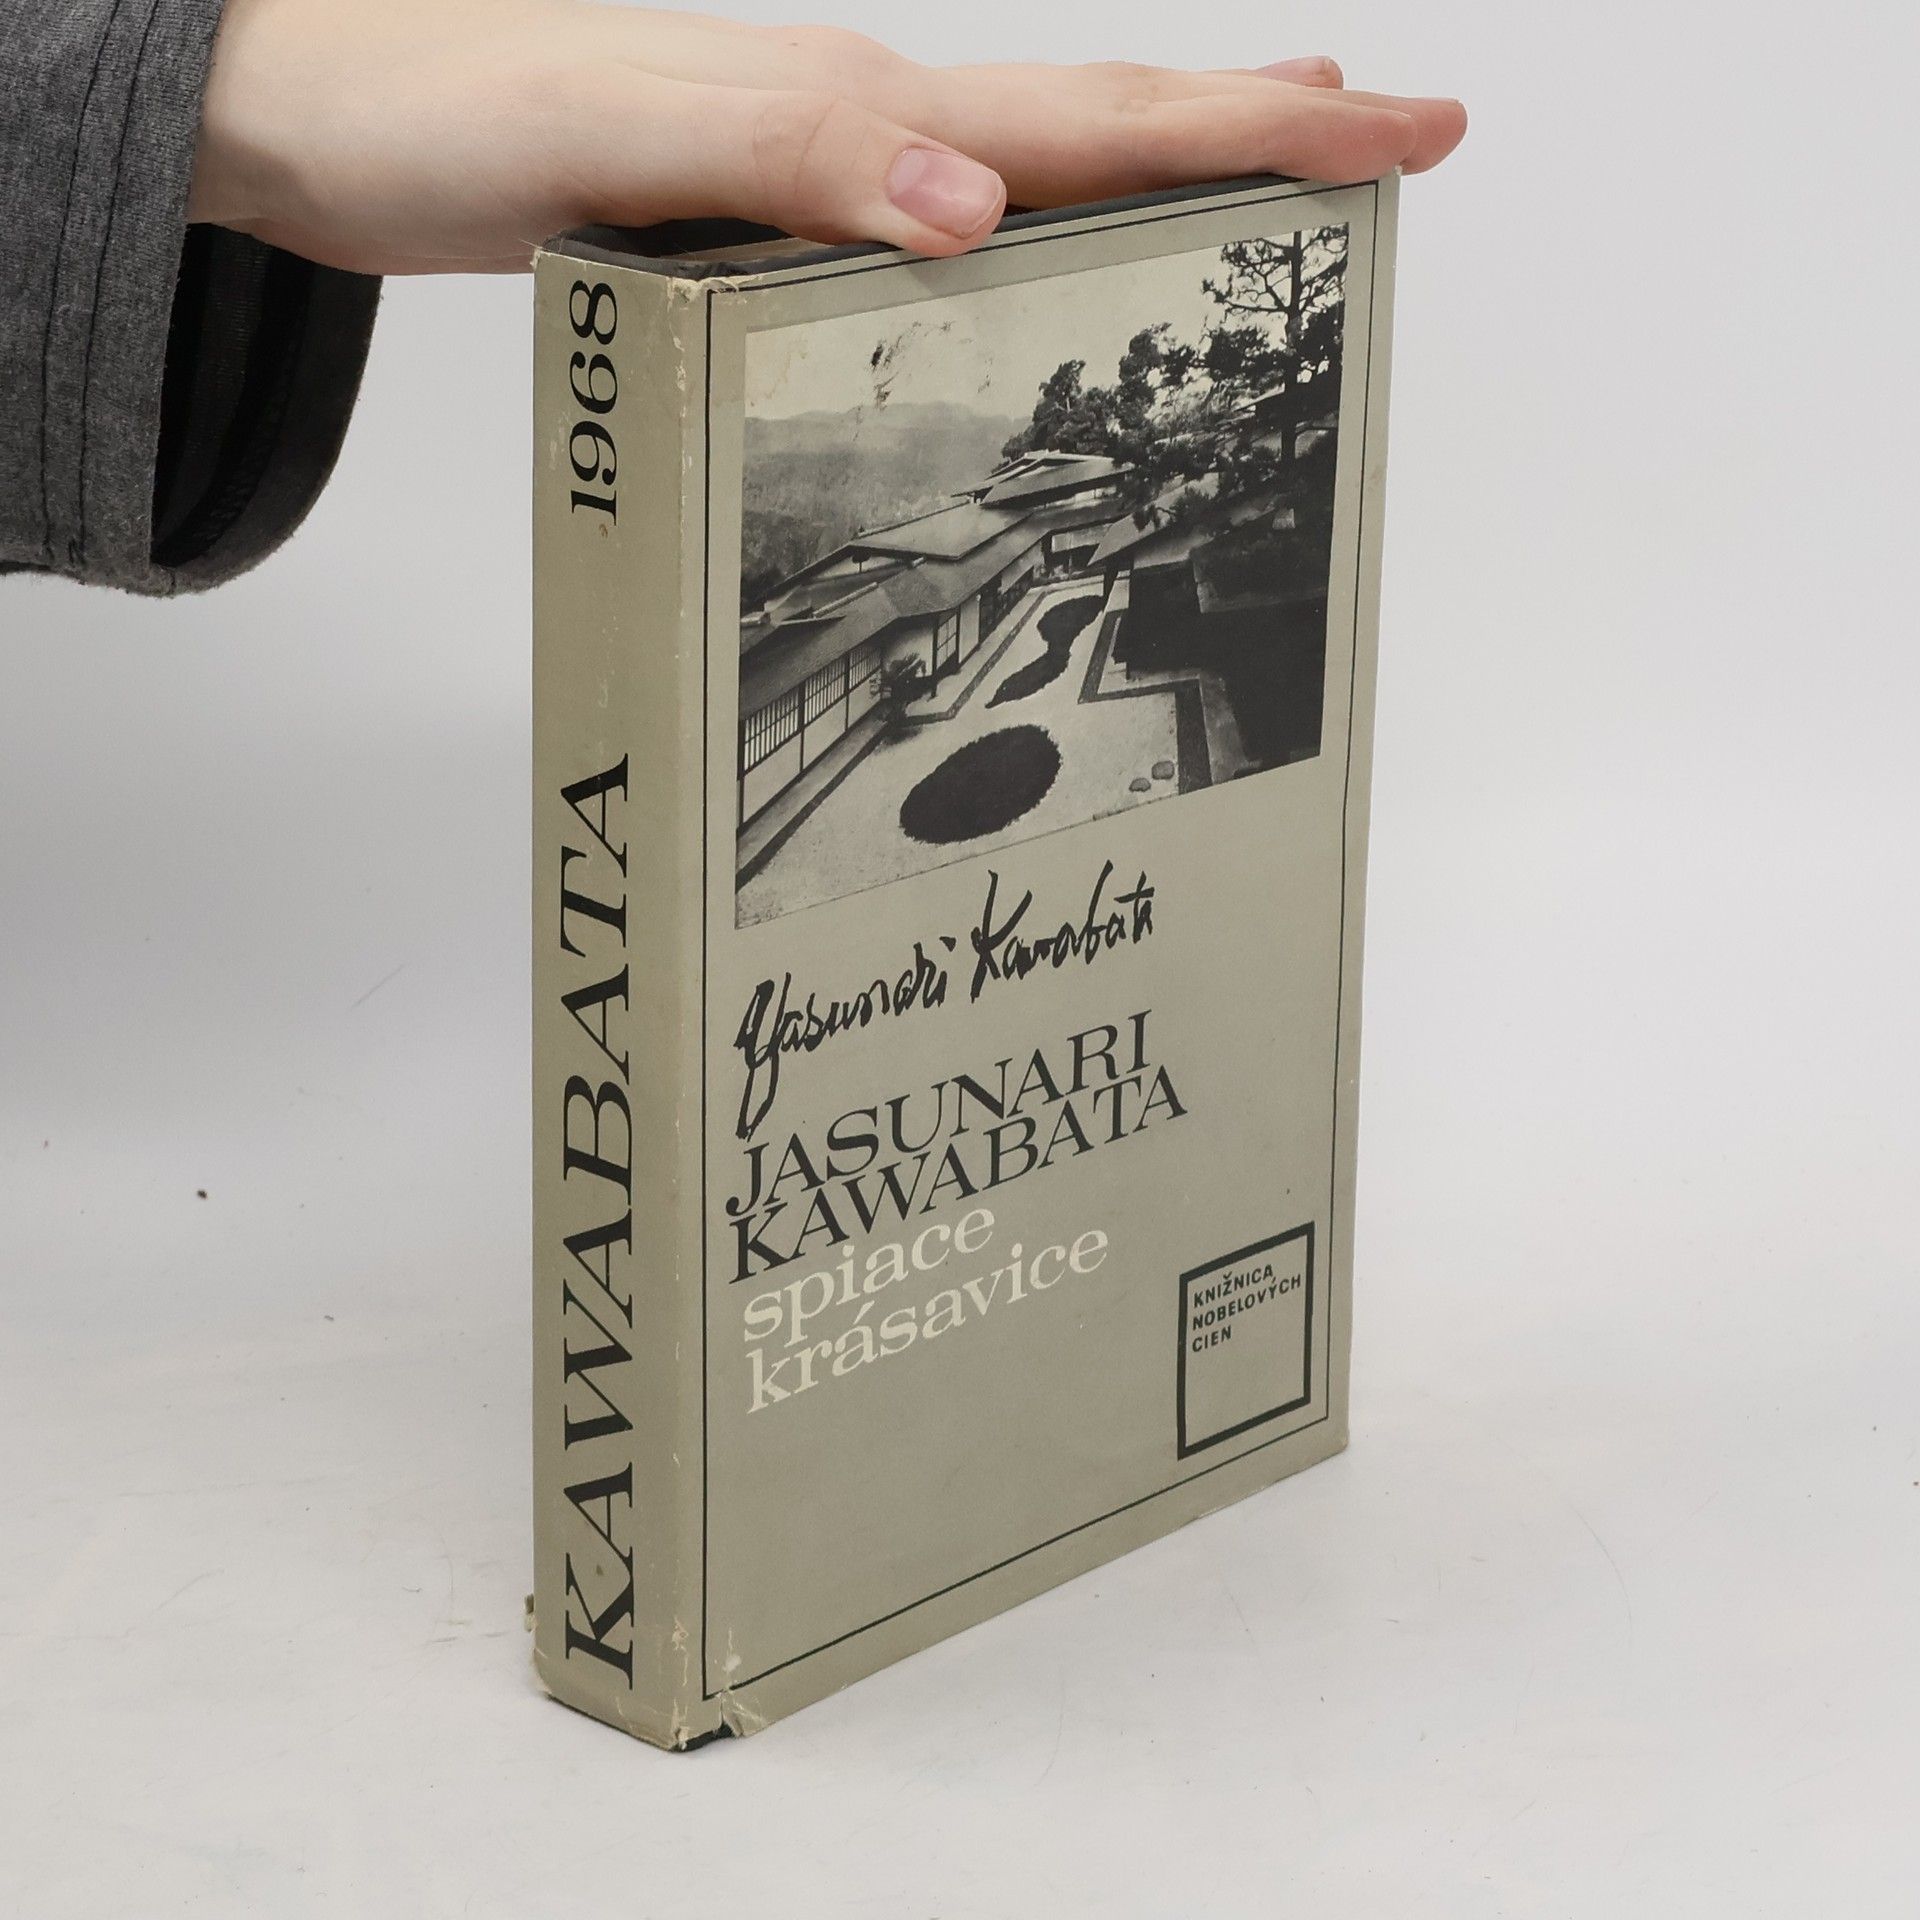 KAWABATA 1968
Yasunari Kawabata
JASUNARI
KAWABATA
spiace
krásavice
KNIŽNICA
NOBELOVÝCH
CIEN